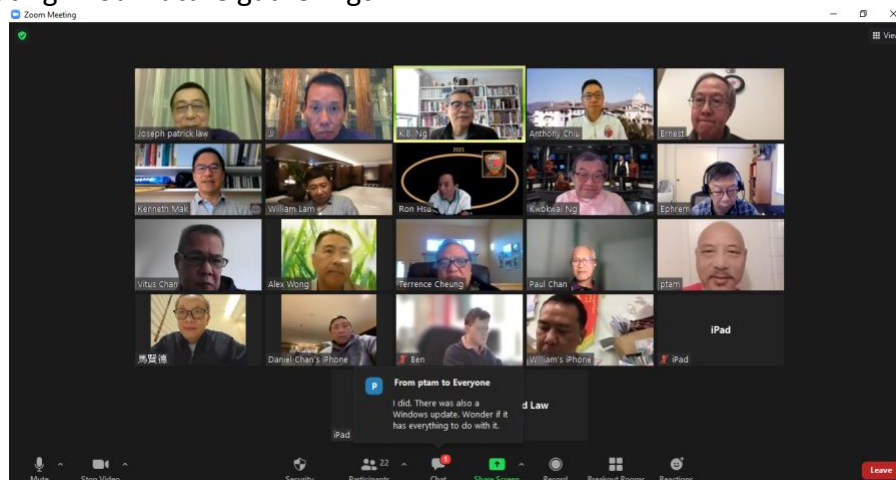 Zoom Meeting
View
Joseph patrick law
JJ
K.B. Ng
Anthony Chiu
Ernest
Kenneth Mak
William Lam
2021
Ron Hsu
Kwokwai Ng
Ephrem
Vitus Chan
Alex Wong
Terrence Cheung
Paul Chan
ptam
馬賢德
Daniel Chan's iPhone
Ben
William's iPhone
iPad
iPad
P
From ptam to Everyone
I did. There was also a
Windows update. Wonder if it
has everything to do with it.
d Law
iPad
Mute
Stop Video
Security
Participants
22
Chat
1
Share Screen
Record
Breakout Rooms
Reactions
Leave